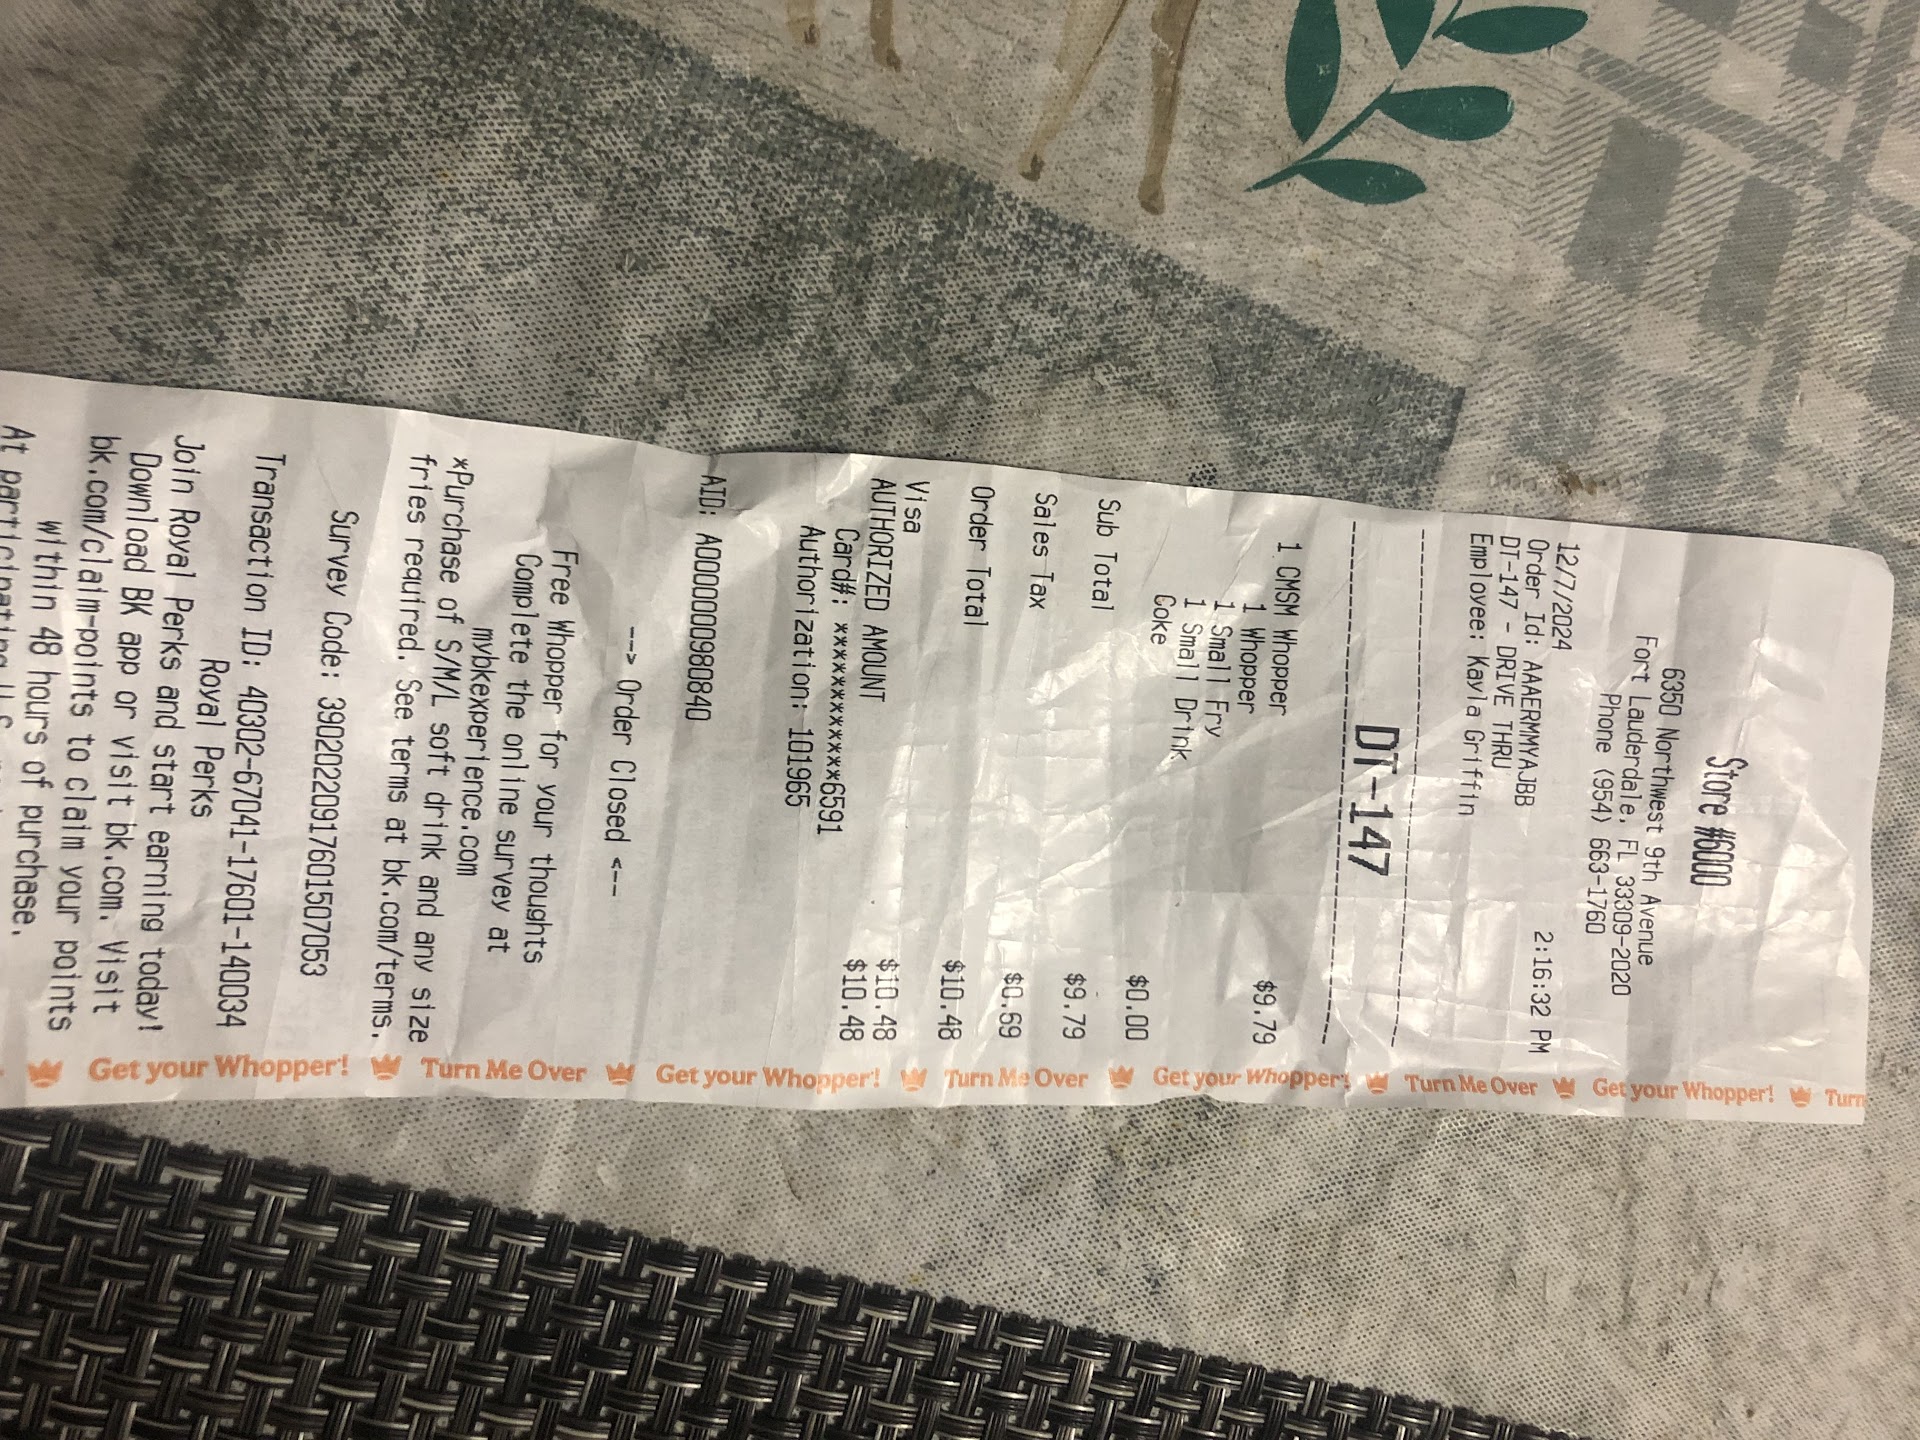 Store #6000
6350 Northwest 9th Avenue
Fort Lauderdale, FL 33309-2020
Phone (954) 663-1760
12/7/2024 2:16:32 PM
Order Id: AAAERMMYAJBB
DT-147 - DRIVE THRU
Employee: Kayla Griffin
DT-147
1 CMSM Whopper $9.79
1 Whopper
1 Small Fry
1 Small Drink
Coke $0.00
Sub Total $9.79
Sales Tax $0.69
Order Total $10.48
Visa $10.48
AUTHORIZED AMOUNT $10.48
Card#: ***************6591
Authorization: 101965
AID: A0000000980840
--> Order Closed <--
Free Whopper for your thoughts
Complete the online survey at
mybkexperience.com
*Purchase of S/M/L soft drink and any size
fries required. See terms at bk.com/terms.
Survey Code: 3902022091760150​7053
Transaction ID: 40302-67041-17601-140034
Royal Perks
Join Royal Perks and start earning today!
Download BK app or visit bk.com. Visit
bk.com/claim-points to claim your points
within 48 hours of purchase.
At participating U.S.
Get your Whopper! Turn Me Over Get your Whopper! Turn Me Over Get your Whopper! Turn Me Over Get your Whopper! Turn